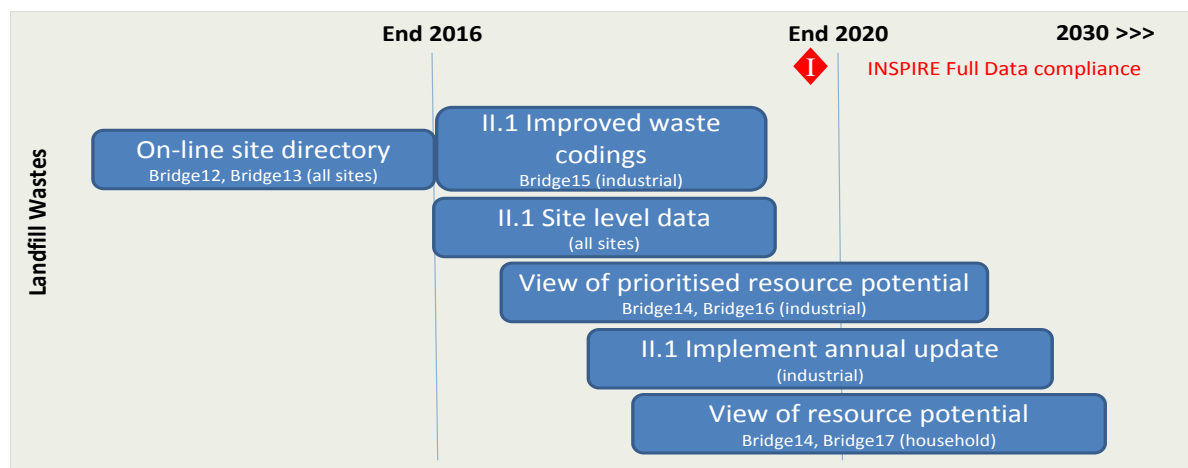 End 2016
End 2020
2030 >>>
I
INSPIRE Full Data compliance
Landfill Wastes
On-line site directory
Bridge12, Bridge13 (all sites)
II.1 Improved waste
codings
Bridge15 (industrial)
II.1 Site level data
(all sites)
View of prioritised resource potential
Bridge14, Bridge16 (industrial)
II.1 Implement annual update
(industrial)
View of resource potential
Bridge14, Bridge17 (household)